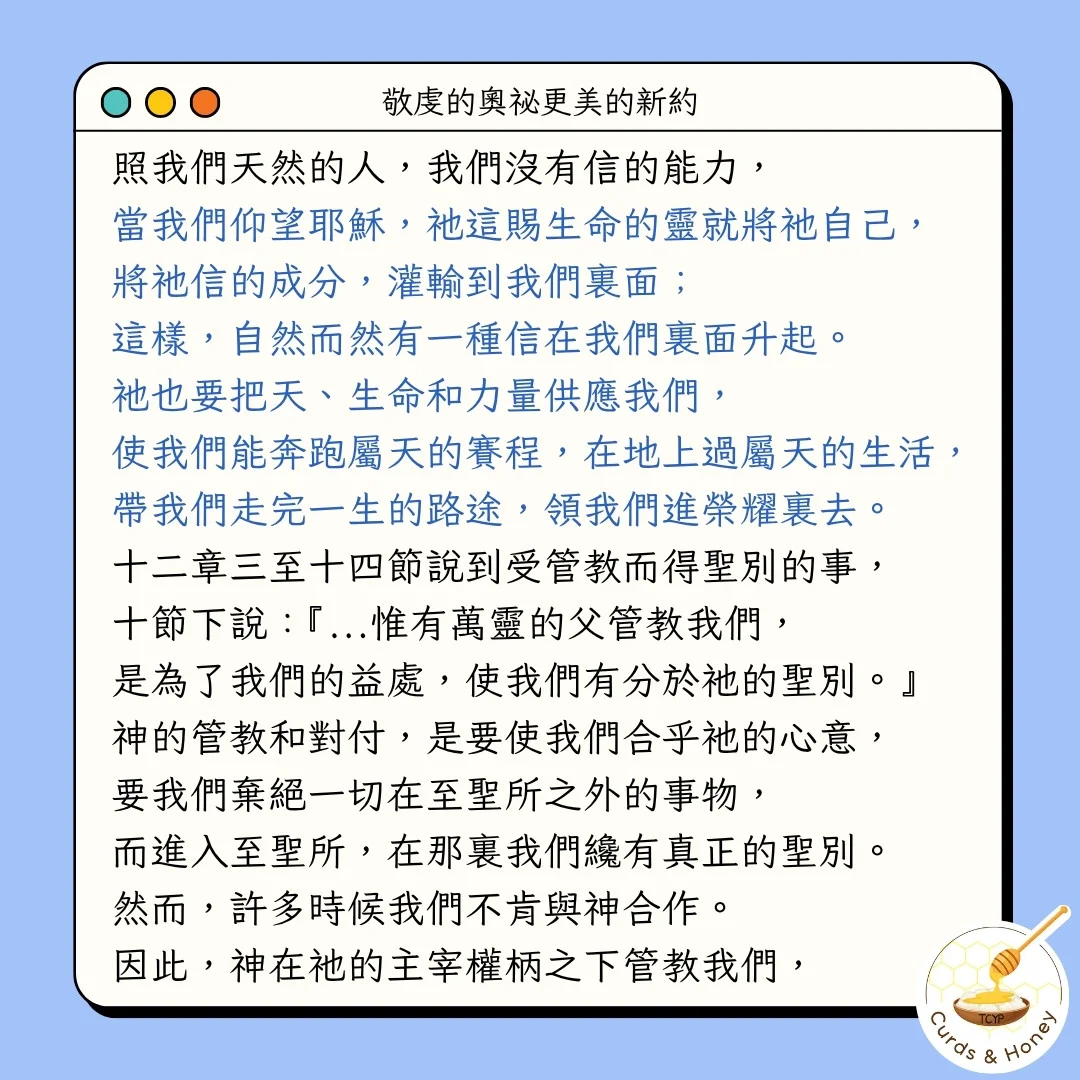 敬虔的奧祕更美的新約
照我們天然的人，我們沒有信的能力，
當我們仰望耶穌，祂這賜生命的靈就將祂自己，
將祂信的成分，灌輸到我們裏面；
這樣，自然而然有一種信在我們裏面升起。
祂也要把天、生命和力量供應我們，
使我們能奔跑屬天的賽程，在地上過屬天的生活，
帶我們走完一生的路途，領我們進榮耀裏去。
十二章三至十四節說到受管教而得聖別的事，
十節下說：『...惟有萬靈的父管教我們，
是為了我們的益處，使我們有分於祂的聖別。』
神的管教和對付，是要使我們合乎祂的心意，
要我們棄絕一切在至聖所之外的事物，
而進入至聖所，在那裏我們纔有真正的聖別。
然而，許多時候我們不肯與神合作。
因此，神在祂的主宰權柄之下管教我們，
TCYP
Curds & Honey